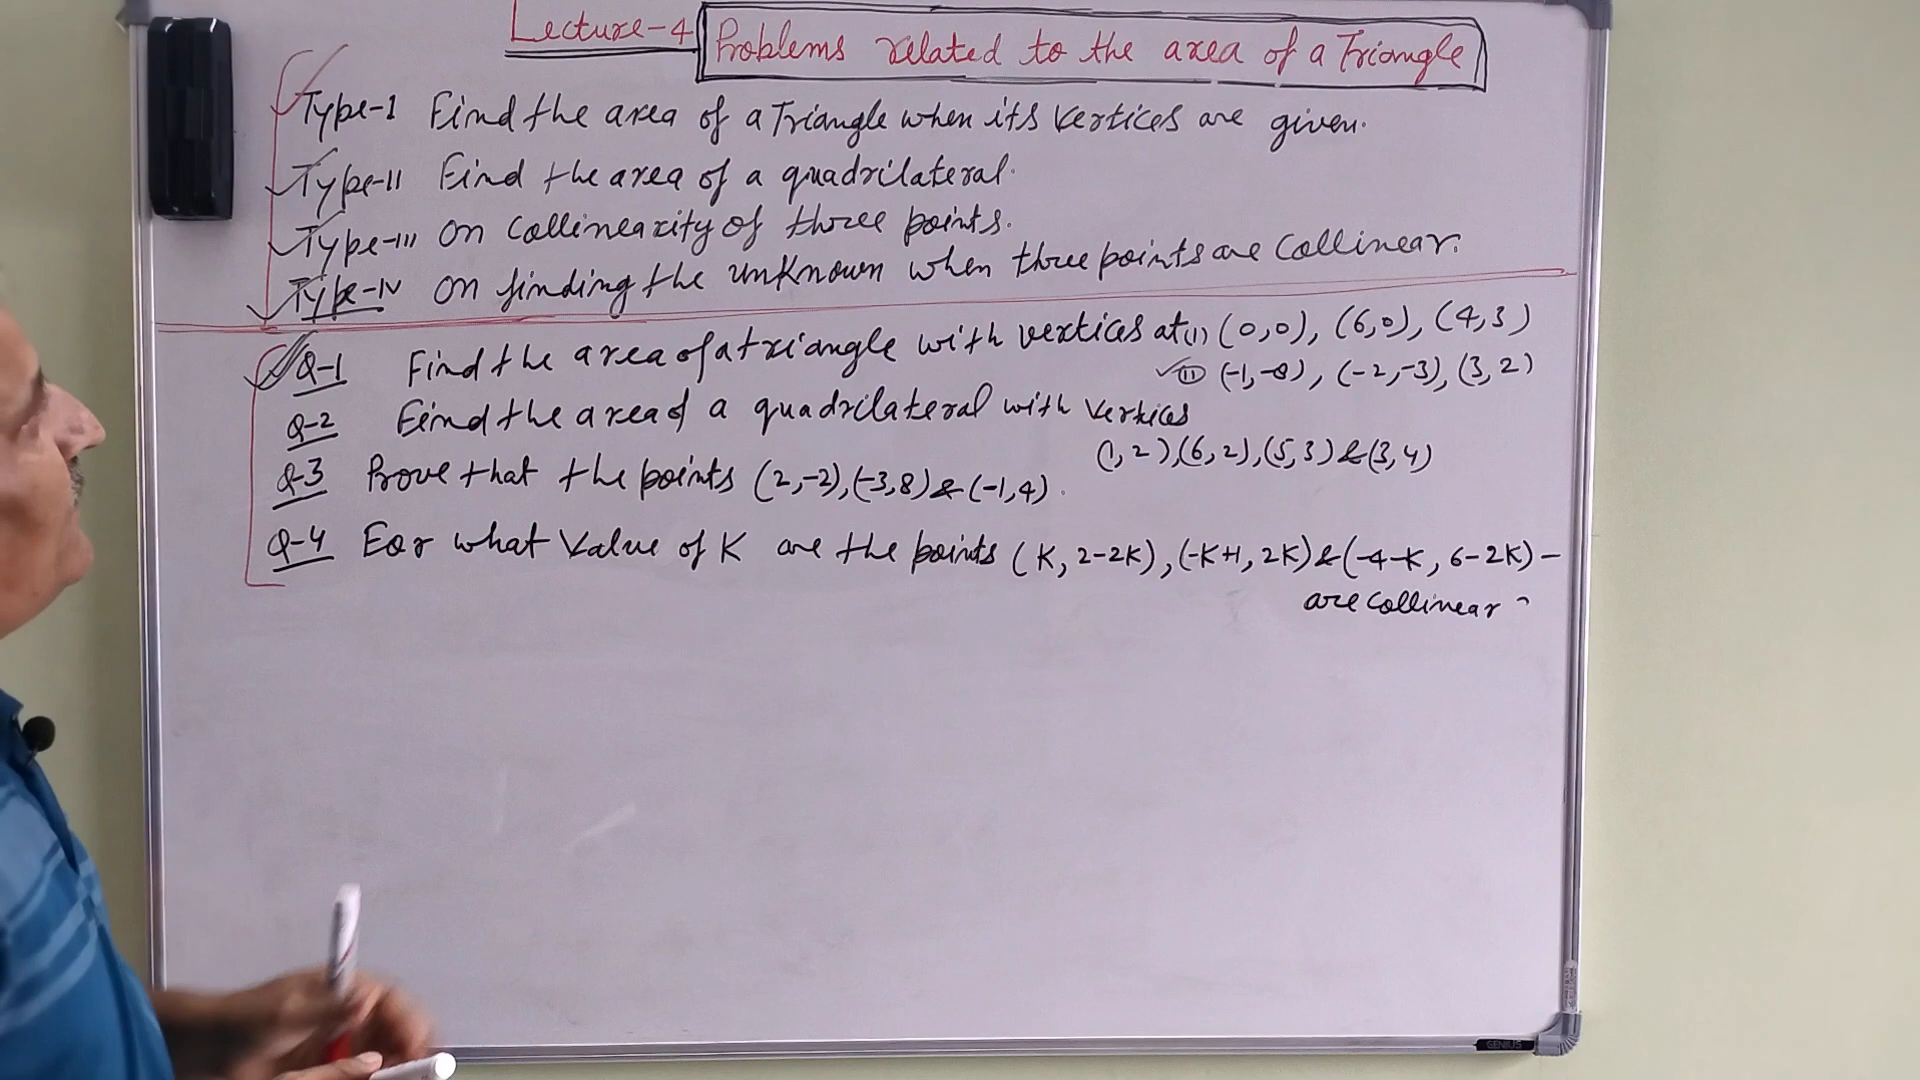 Lecture-4 Problems related to the area of a Triangle
Type-I Find the area of a Triangle when its vertices are given.
Type-II Find the area of a quadrilateral.
Type-III On Collinearity of three points.
Type-IV On finding the unknown when three points are Collinear.
Q-1 Find the area of a triangle with vertices at (i) (0,0), (6,0), (4,3)
(ii) (-1,-8), (-2,-3), (3,2)
Q-2 Find the area of a quadrilateral with vertices
(1,2),(6,2),(5,3) & (3,4)
Q-3 Prove that the points (2,-2),(-3,8) & (-1,4).
Q-4 For what value of K are the points (K, 2-2K), (-K+1, 2K) & (-4-K, 6-2K) -
are collinear
GENIUS